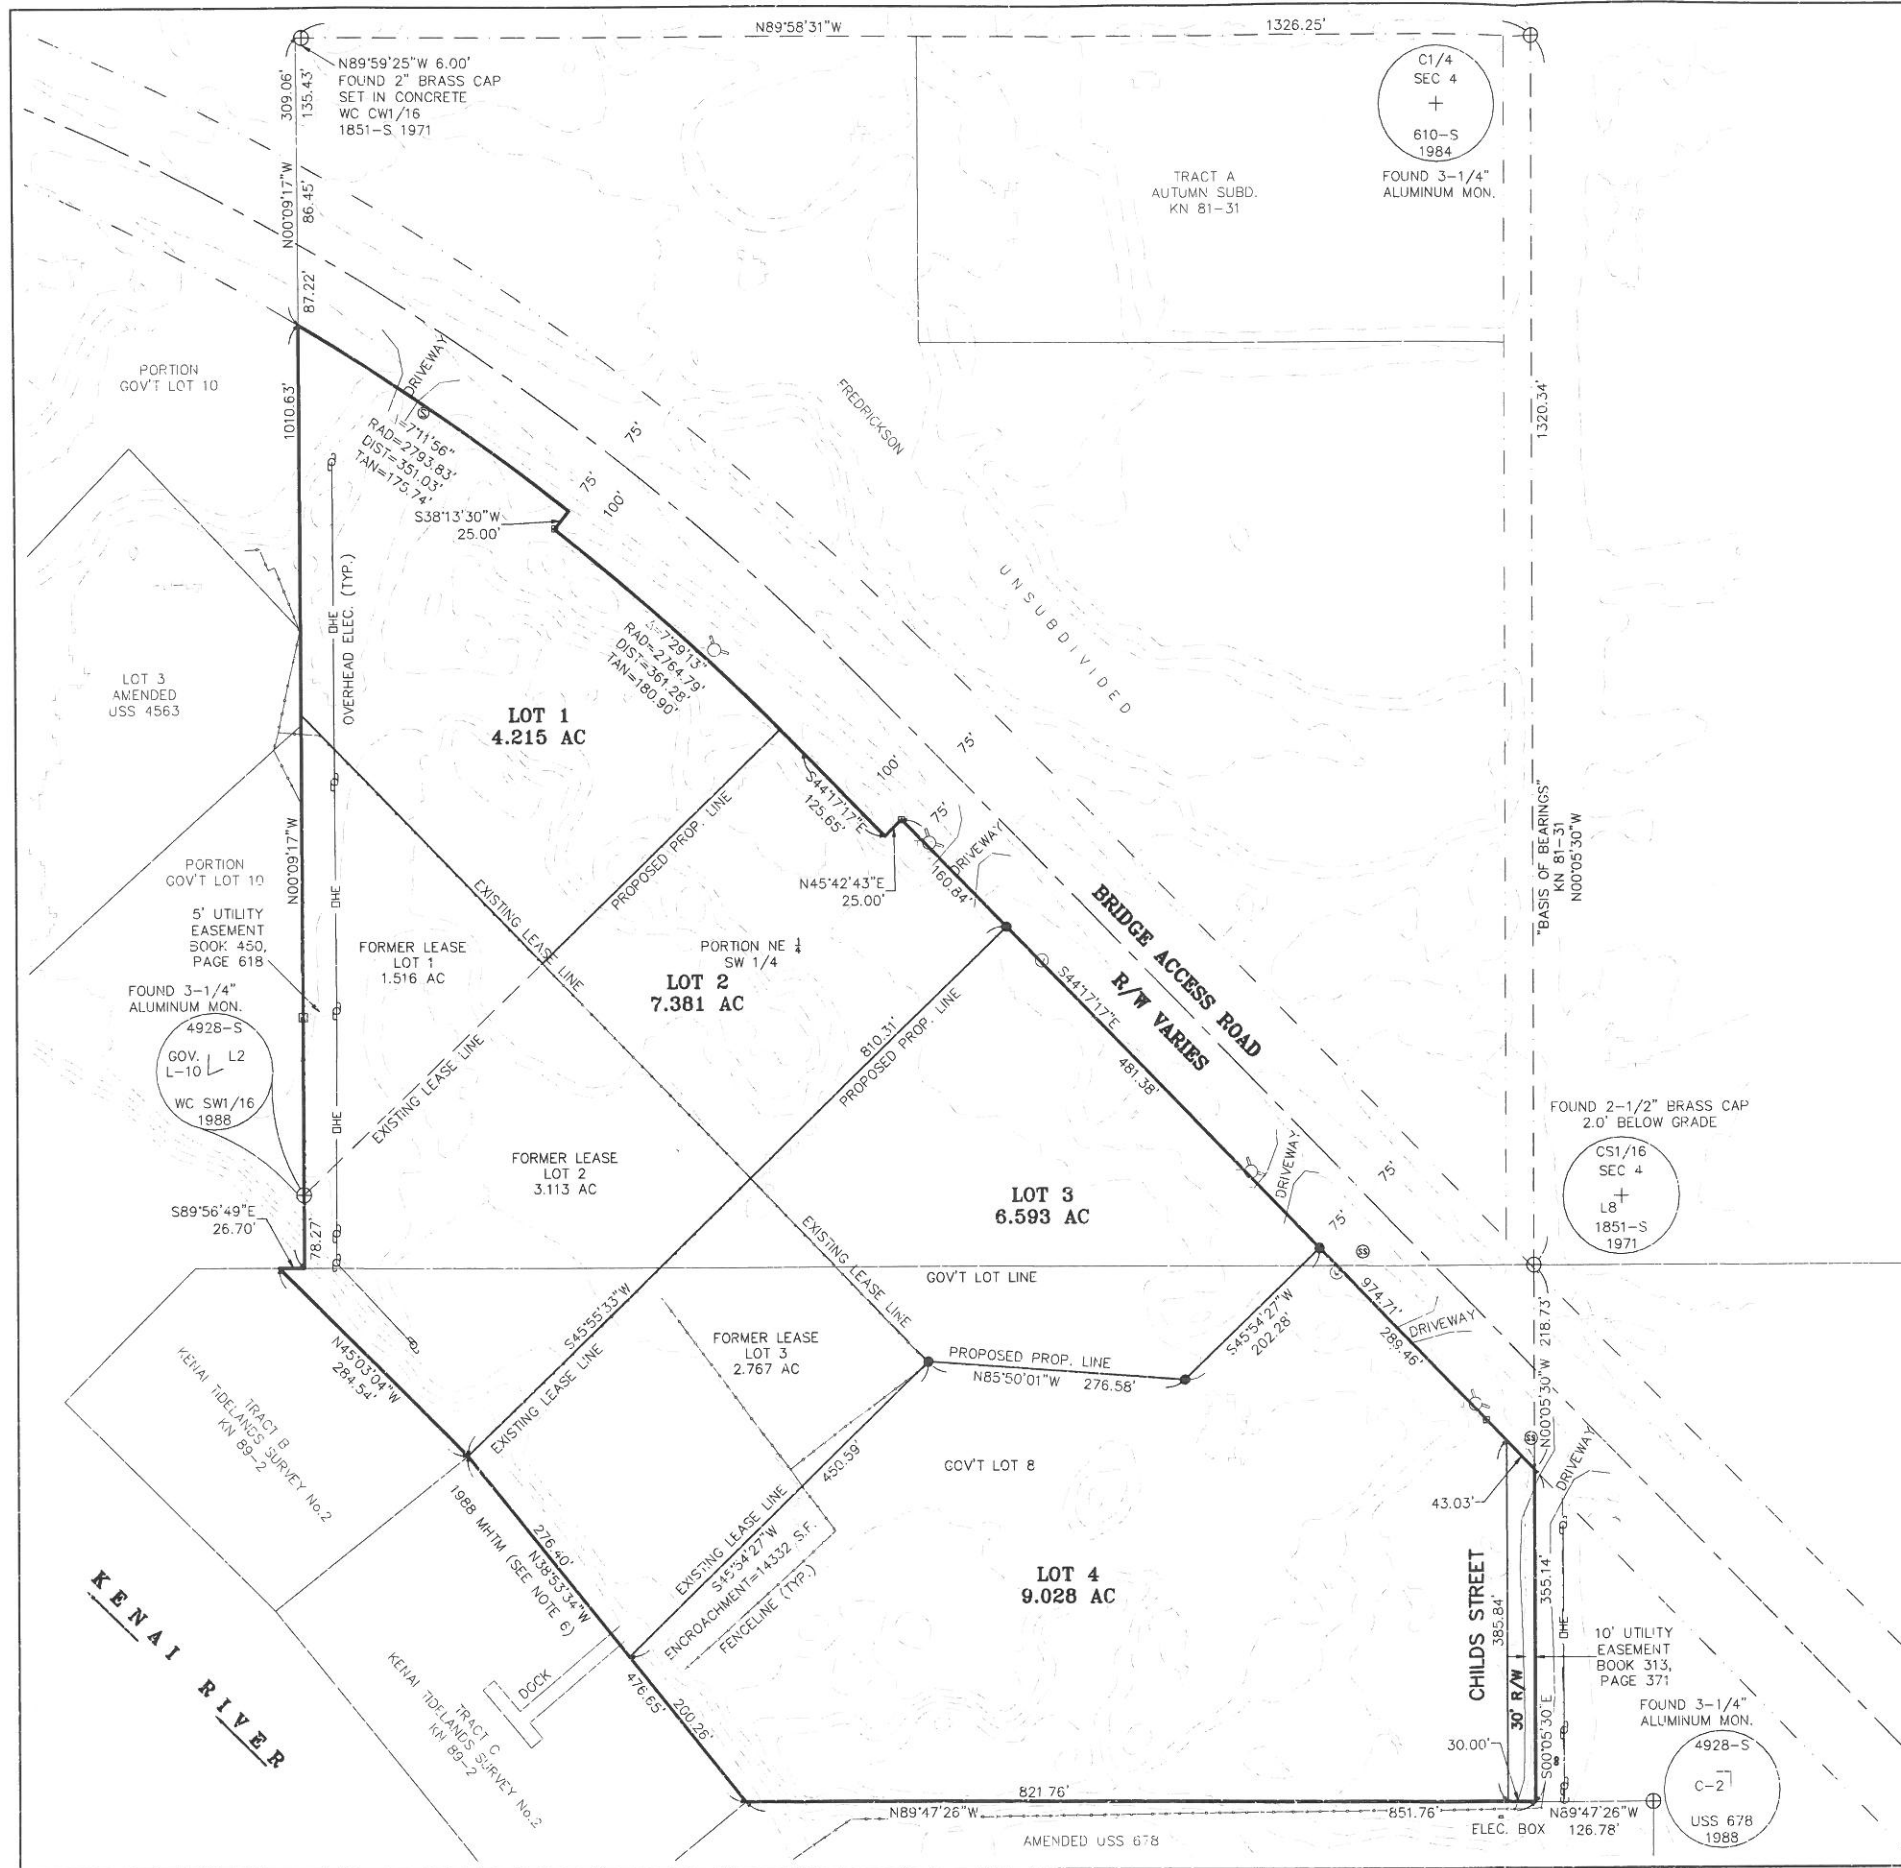 N89°58'31"W
1326.25'
N89°59'25"W 6.00'
FOUND 2" BRASS CAP
SET IN CONCRETE
WC CW1/16
1851-S 1971
309.06'
135.43'
N00°09'17"W
86.45'
87.22'
C1/4
SEC 4
610-S
1984
FOUND 3-1/4"
ALUMINUM MON.
TRACT A
AUTUMN SUBD.
KN 81-31
PORTION
GOV'T LOT 10
1010.63'
DRIVEWAY
Δ=7°11'56"
RAD=2793.83'
DIST=351.03'
TAN=175.74'
S38°13'30"W
25.00'
75'
75'
100'
FREDRICKSON
UNSUBDIVIDED
1320.34'
"BASIS OF BEARINGS"
KN 81-31
N00°05'30"W
OHE
OVERHEAD ELEC. (TYP.)
Δ=7°29'13"
RAD=2764.79'
DIST=361.28'
TAN=180.90'
LOT 3
AMENDED
USS 4563
LOT 1
4.215 AC
75'
100'
75'
S44°17'17"E
125.65'
PROPOSED PROP. LINE
N45°42'43"E
25.00'
DRIVEWAY
160.84'
BRIDGE ACCESS ROAD
R/W VARIES
PORTION
GOV'T LOT 10
N00°09'17"W
5' UTILITY
EASEMENT
BOOK 450,
PAGE 618
OHE
EXISTING LEASE LINE
FORMER LEASE
LOT 1
1.516 AC
PORTION NE 1/4
SW 1/4
LOT 2
7.381 AC
S44°17'17"E
481.38'
810.31'
PROPOSED PROP. LINE
FOUND 3-1/4"
ALUMINUM MON.
4928-S
GOV. L2
L-10
WC SW1/16
1988
EXISTING LEASE LINE
OHE
FOUND 2-1/2" BRASS CAP
2.0' BELOW GRADE
CS1/16
SEC 4
L8
1851-S
1971
FORMER LEASE
LOT 2
3.113 AC
LOT 3
6.593 AC
DRIVEWAY
75'
75'
S89°56'49"E
26.70'
78.27'
EXISTING LEASE LINE
GOV'T LOT LINE
SS
974.71'
289.46'
DRIVEWAY
S45°54'27"W
202.28'
N00°05'30"W 218.73'
S45°55'33"W
EXISTING LEASE LINE
FORMER LEASE
LOT 3
2.767 AC
PROPOSED PROP. LINE
N85°50'01"W 276.58'
N45°03'04"W
284.54'
TRACT B
KENAI TIDELANDS SURVEY No.2
KN 89-2
450.59'
GOV'T LOT 8
SS
DRIVEWAY
43.03'
1988 MHTM (SEE NOTE 6)
276.40'
N38°53'34"W
EXISTING LEASE LINE
S45°54'27"W
ENCROACHMENT=14332 S.F.
FENCELINE (TYP.)
LOT 4
9.028 AC
CHILDS STREET
385.84'
30' R/W
355.14'
OHE
S00°05'30"E
10' UTILITY
EASEMENT
BOOK 313,
PAGE 371
KENAI RIVER
DOCK
TRACT C
KENAI TIDELANDS SURVEY No.2
KN 89-2
476.65'
200.26'
30.00'
FOUND 3-1/4"
ALUMINUM MON.
4928-S
C-2
USS 678
1988
821.76'
N89°47'26"W
851.76'
ELEC. BOX
N89°47'26"W
126.78'
AMENDED USS 678